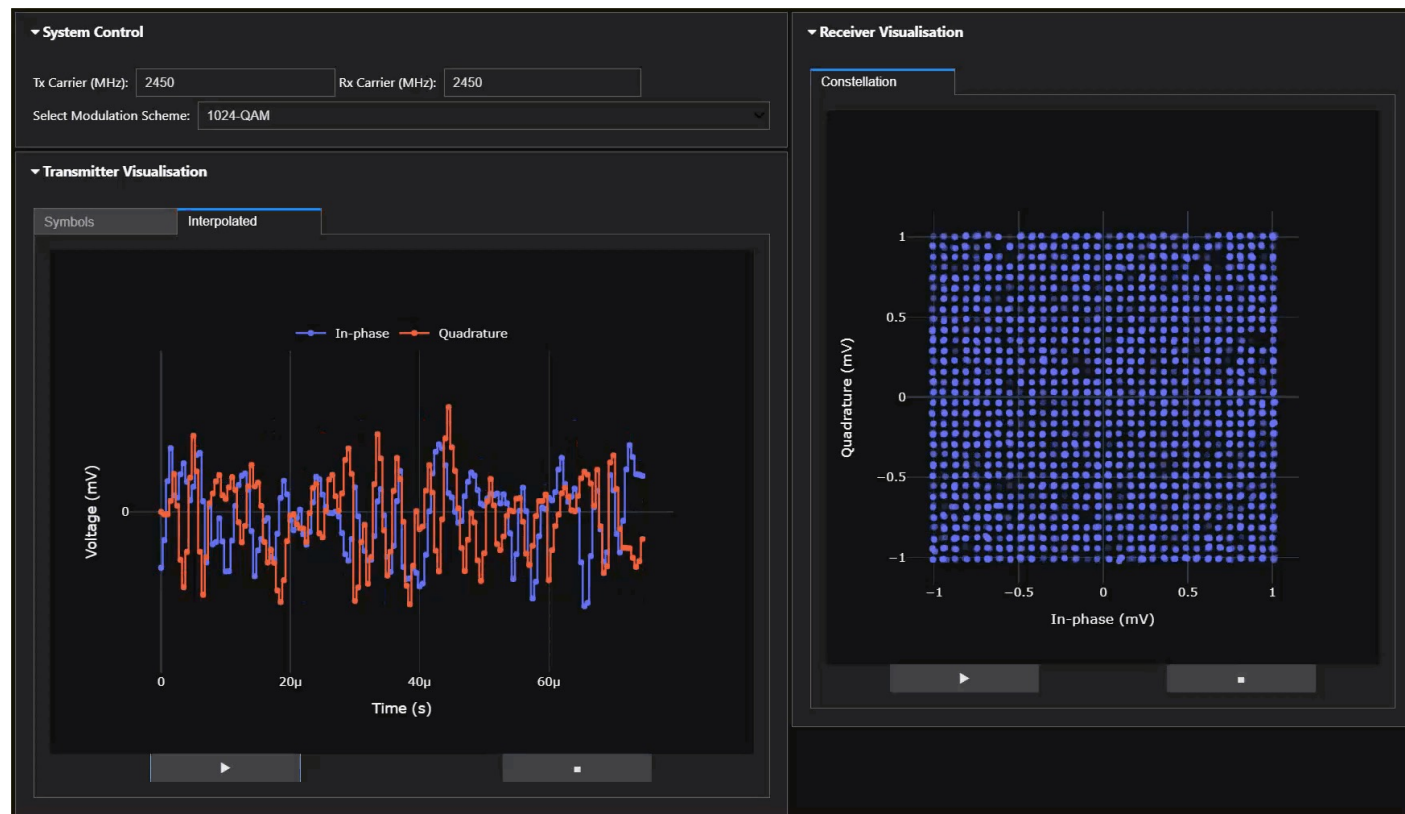 System Control
Tx Carrier (MHz): 2450 Rx Carrier (MHz): 2450
Select Modulation Scheme: 1024-QAM
Transmitter Visualisation
Symbols Interpolated
In-phase Quadrature
Voltage (mV)
0
0 20μ 40μ 60μ
Time (s)
Receiver Visualisation
Constellation
1
0.5
0
−0.5
−1
Quadrature (mV)
−1 −0.5 0 0.5 1
In-phase (mV)